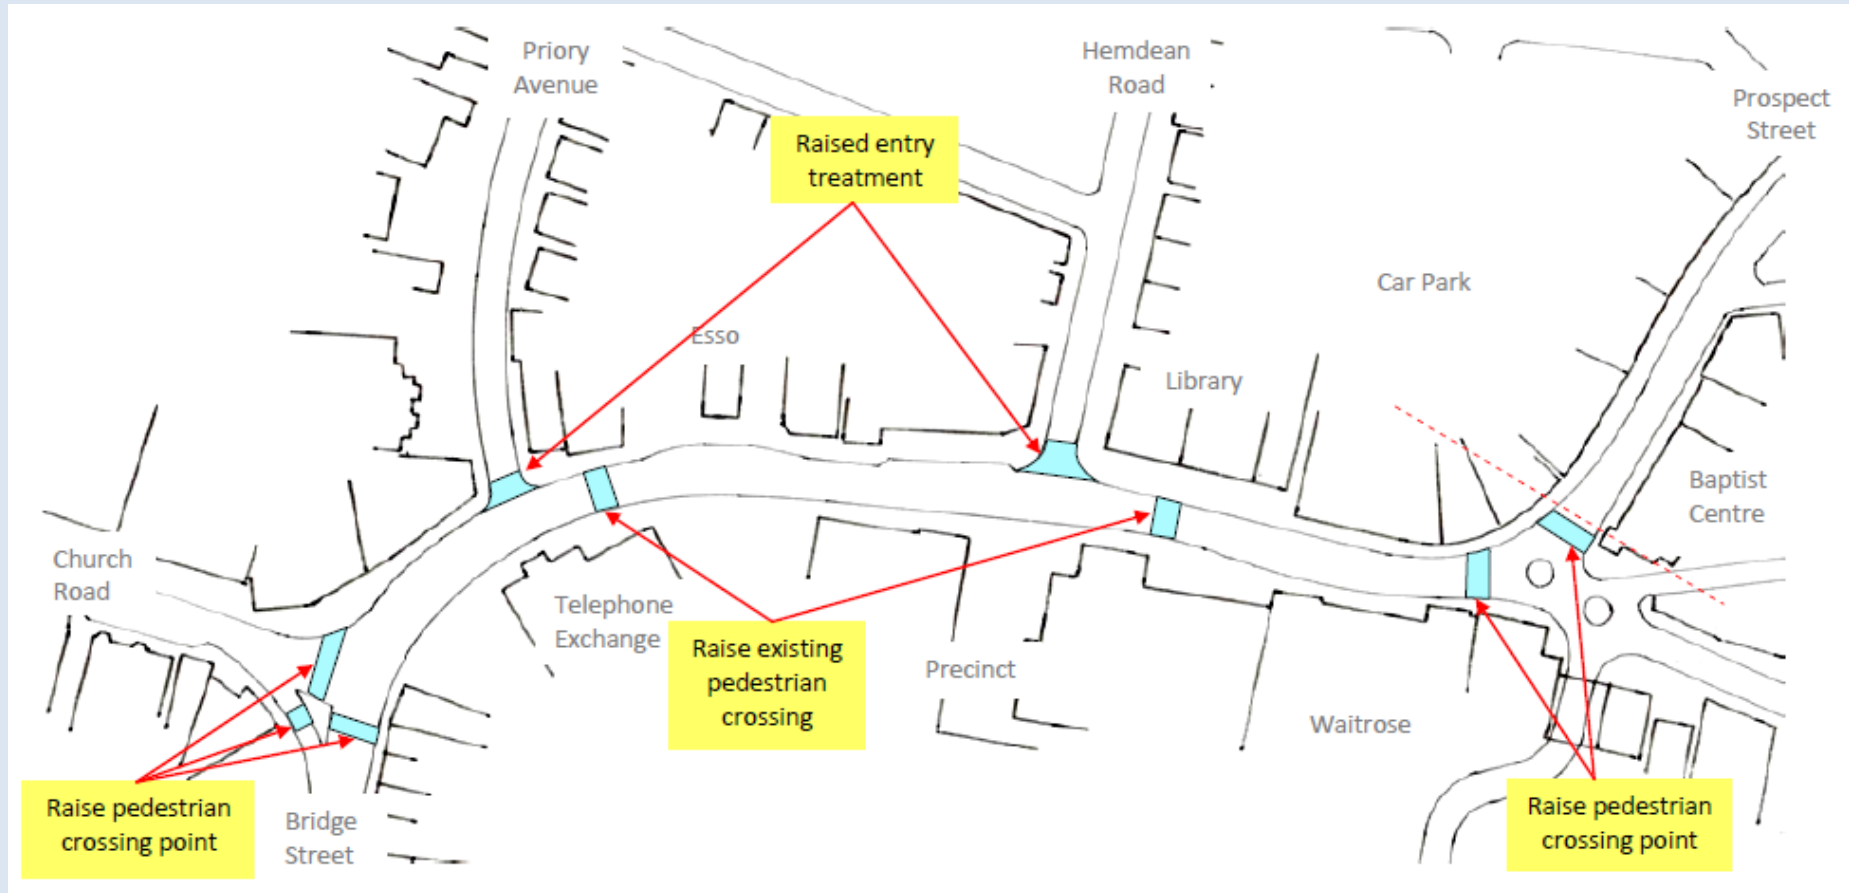 Priory
Avenue
Hemdean
Road
Prospect
Street
Raised entry
treatment
Car Park
Esso
Library
Baptist
Centre
Church
Road
Telephone
Exchange
Raise existing
pedestrian
crossing
Precinct
Waitrose
Raise pedestrian
crossing point
Bridge
Street
Raise pedestrian
crossing point